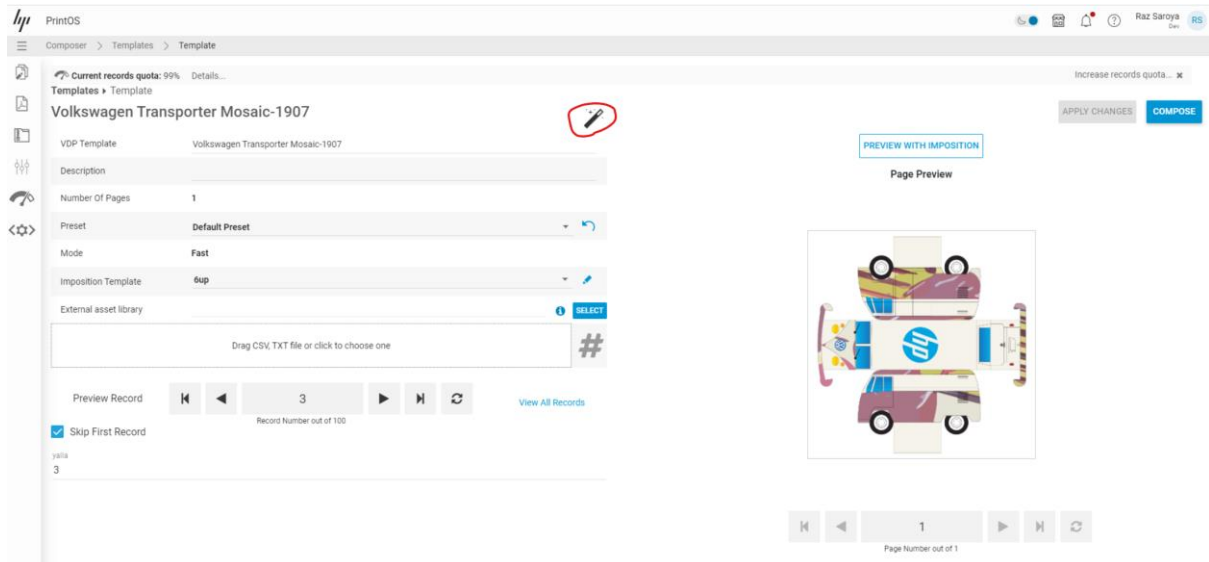 hp PrintOS
Raz Saroya RS
Dev
Composer > Templates > Template
Current records quota: 99% Details...
Increase records quota... x
Templates ▸ Template
Volkswagen Transporter Mosaic-1907
APPLY CHANGES COMPOSE
VDP Template Volkswagen Transporter Mosaic-1907
Description
Number Of Pages 1
Preset Default Preset
Mode Fast
Imposition Template 6up
External asset library SELECT
Drag CSV, TXT file or click to choose one #
Preview Record 3 View All Records
Record Number out of 100
Skip First Record
yalla
3
PREVIEW WITH IMPOSITION
Page Preview
hp
1
Page Number out of 1